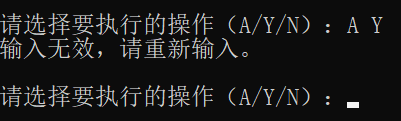 请选择要执行的操作（A/Y/N）：A Y
输入无效，请重新输入。
请选择要执行的操作（A/Y/N）：